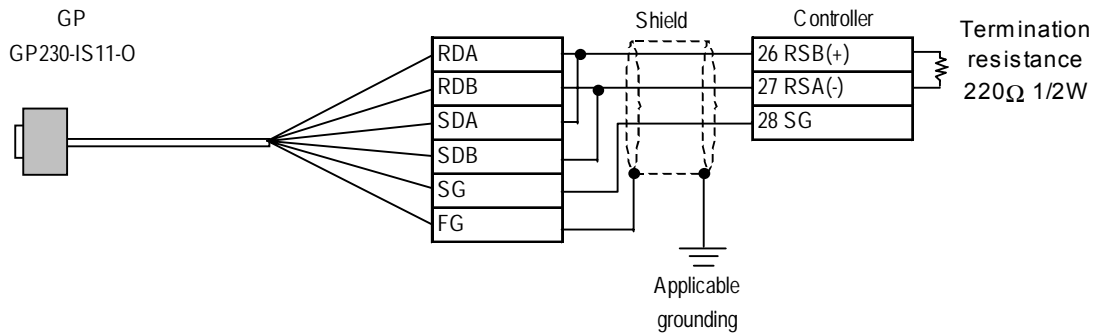 GP
GP230-IS11-O
RDA
RDB
SDA
SDB
SG
FG
Shield
Controller
26 RSB(+)
27 RSA(-)
28 SG
Termination
resistance
220Ω 1/2W
Applicable
grounding